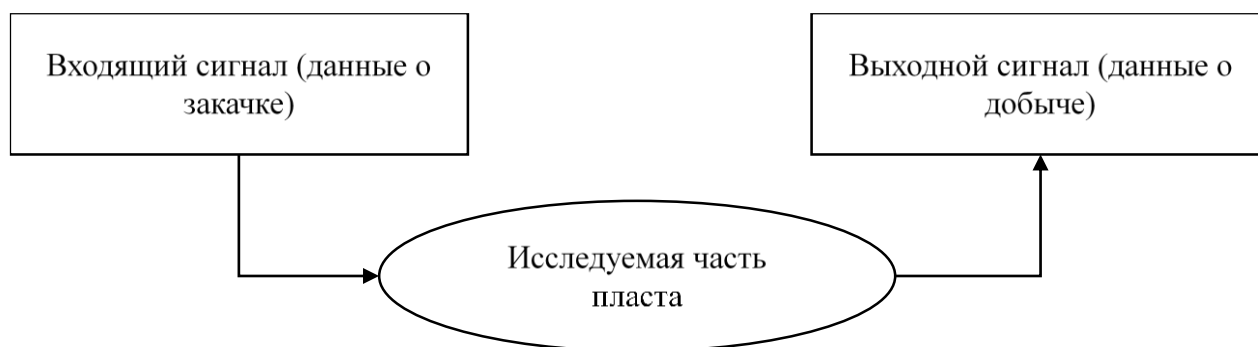 Входящий сигнал (данные о
закачке)
Выходной сигнал (данные о
добыче)
Исследуемая часть
пласта